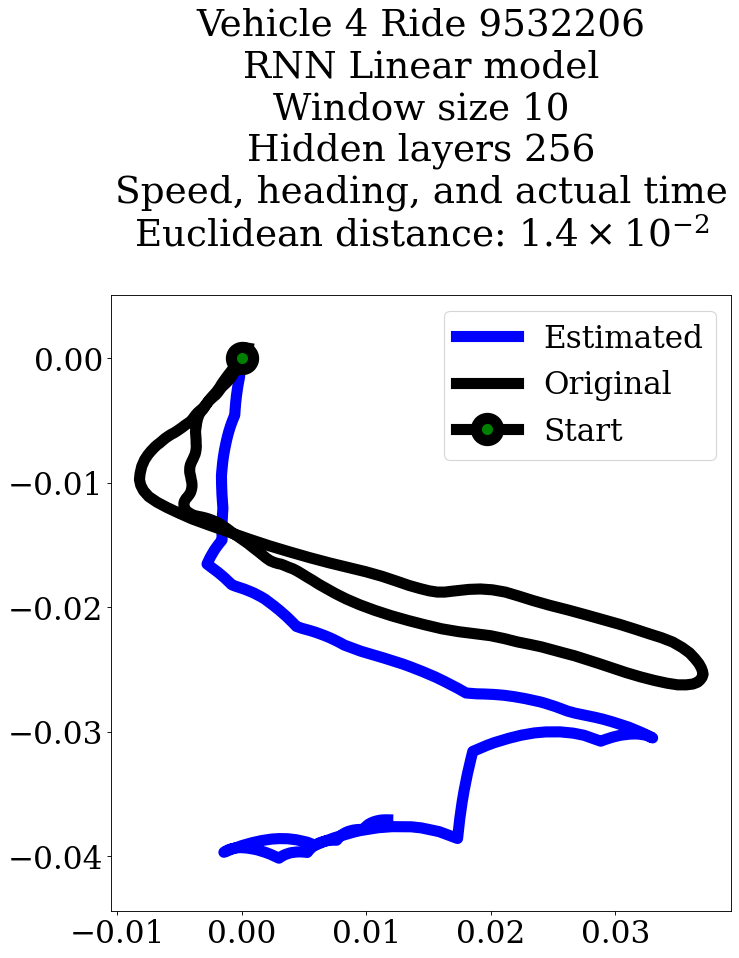 Vehicle 4 Ride 9532206
RNN Linear model
Window size 10
Hidden layers 256
Speed, heading, and actual time
Euclidean distance: 1.4 × 10⁻²
Estimated
Original
Start
0.00
−0.01
−0.02
−0.03
−0.04
−0.01 0.00 0.01 0.02 0.03